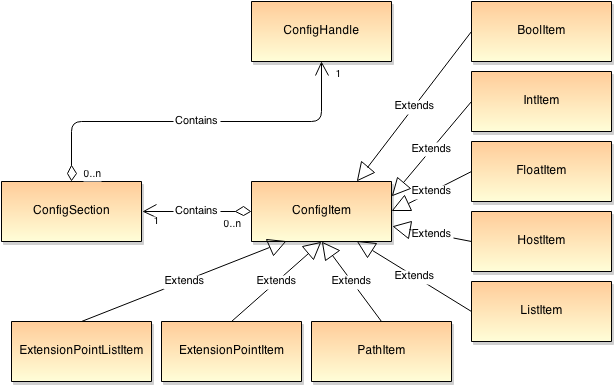 ConfigHandle
BoolItem
1
Extends
IntItem
Contains
Extends
0..n
FloatItem
Extends
ConfigSection
Contains
ConfigItem
1
0..n
HostItem
Extends
Extends
Extends
Extends
Extends
ListItem
ExtensionPointListItem
ExtensionPointItem
PathItem